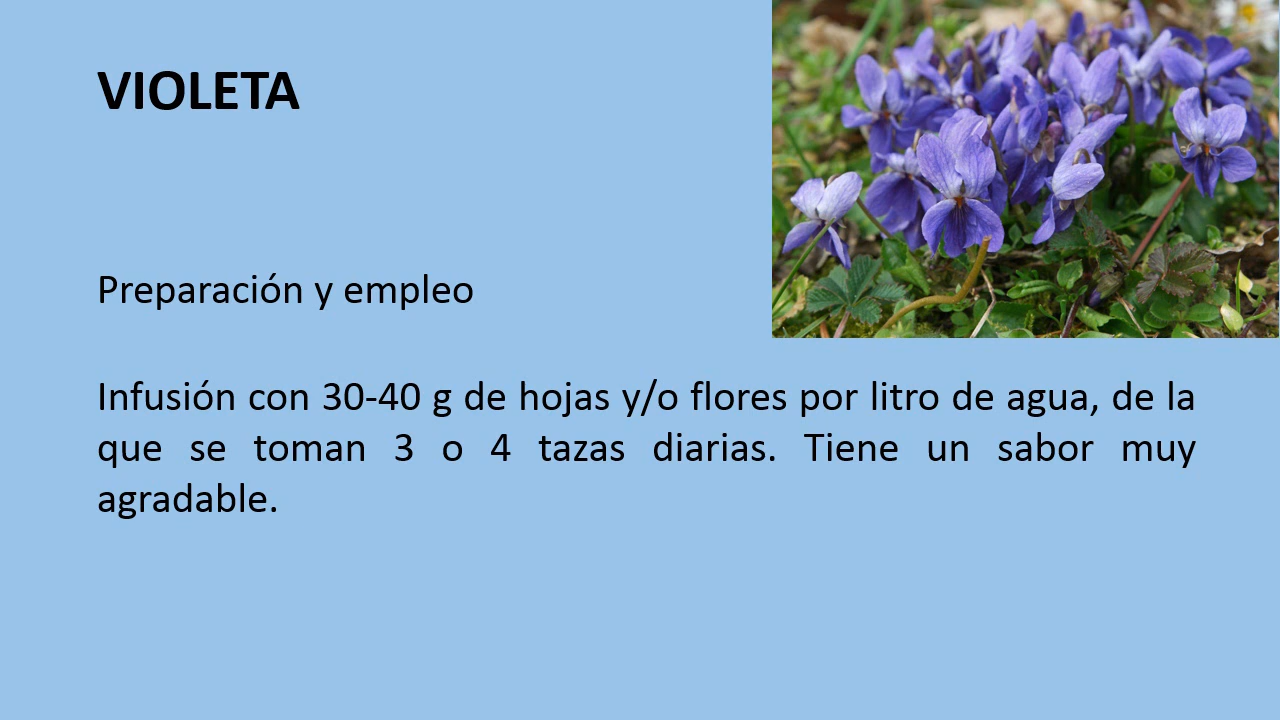 VIOLETA
Preparación y empleo
Infusión con 30-40 g de hojas y/o flores por litro de agua, de la
que se toman 3 o 4 tazas diarias. Tiene un sabor muy
agradable.